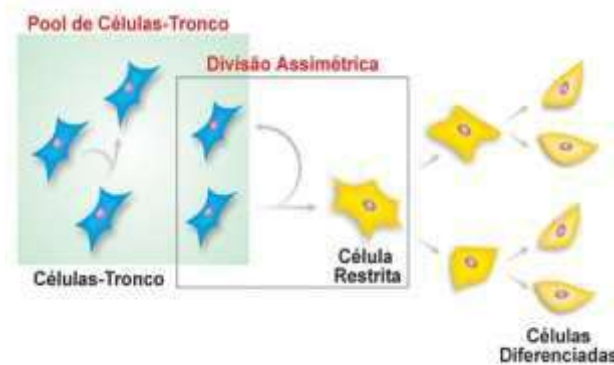 Pool de Células-Tronco
Divisão Assimétrica
Células-Tronco
Célula
Restrita
Células
Diferenciadas